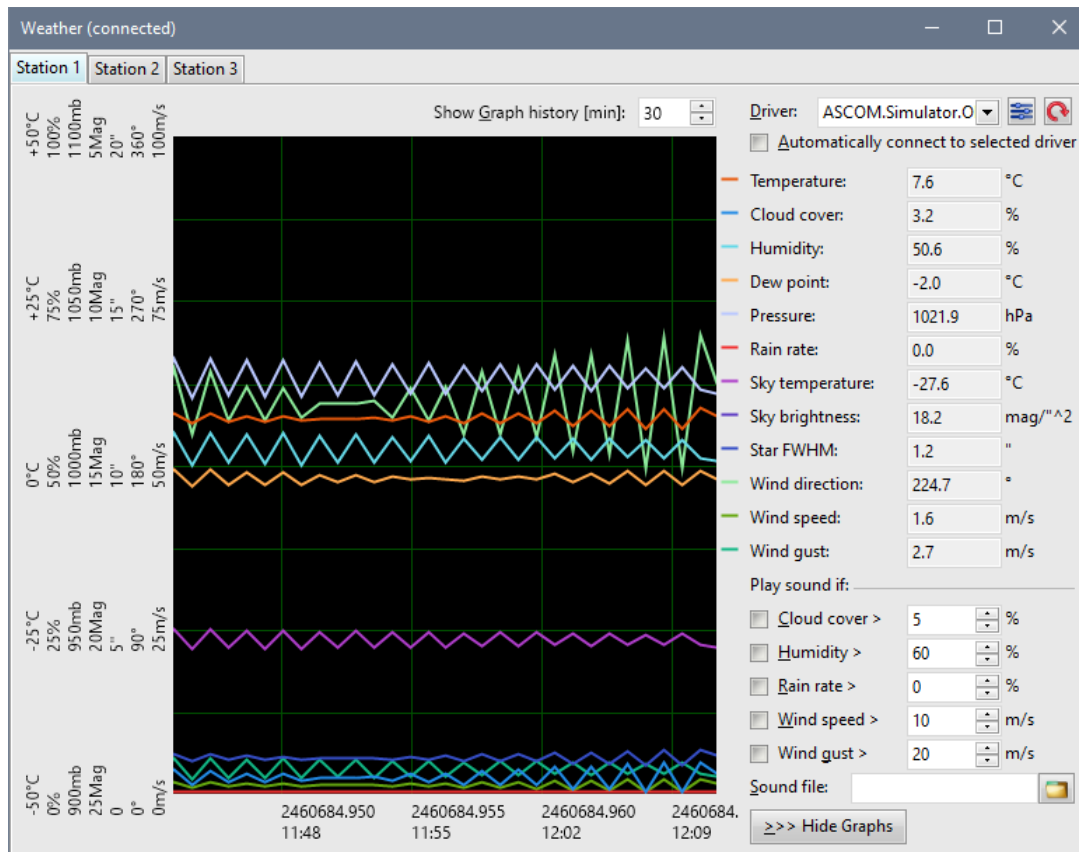 Weather (connected)
Station 1 Station 2 Station 3
Show Graph history [min]: 30
Driver: ASCOM.Simulator.O
Automatically connect to selected driver
+50°C
100%
1100mb
5Mag
20"
360°
100m/s
+25°C
75%
1050mb
10Mag
15"
270°
75m/s
0°C
50%
1000mb
15Mag
10"
180°
50m/s
-25°C
25%
950mb
20Mag
5"
90°
25m/s
-50°C
0%
900mb
25Mag
0
0°
0m/s
2460684.950 2460684.955 2460684.960 2460684.
11:48 11:55 12:02 12:09
Temperature: 7.6 °C
Cloud cover: 3.2 %
Humidity: 50.6 %
Dew point: -2.0 °C
Pressure: 1021.9 hPa
Rain rate: 0.0 %
Sky temperature: -27.6 °C
Sky brightness: 18.2 mag/"^2
Star FWHM: 1.2 "
Wind direction: 224.7 °
Wind speed: 1.6 m/s
Wind gust: 2.7 m/s
Play sound if:
Cloud cover > 5 %
Humidity > 60 %
Rain rate > 0 %
Wind speed > 10 m/s
Wind gust > 20 m/s
Sound file:
>>> Hide Graphs